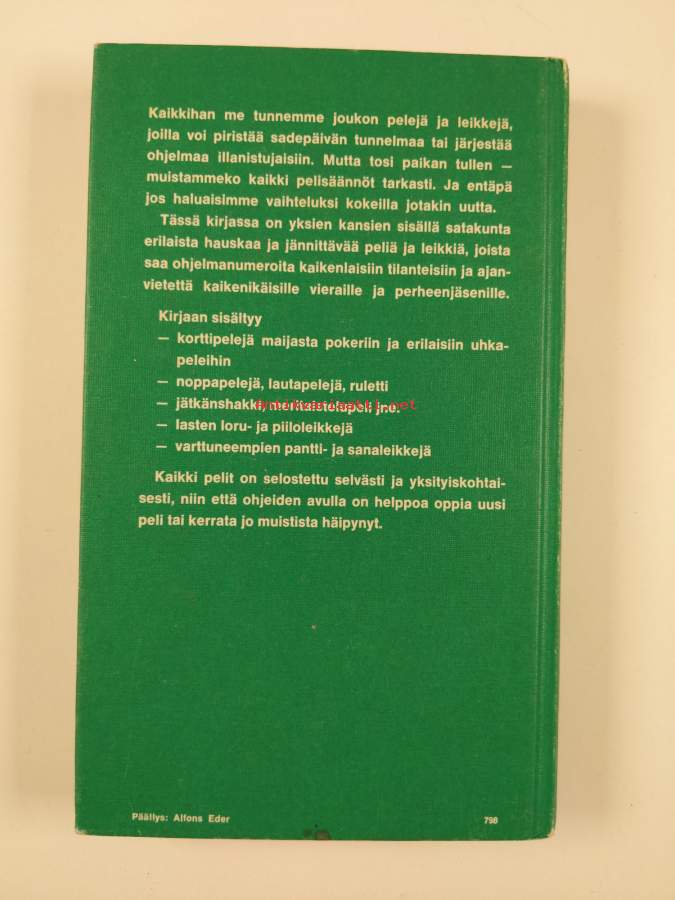 Kaikkihan me tunnemme joukon pelejä ja leikkejä,
joilla voi piristää sadepäivän tunnelmaa tai järjestää
ohjelmaa illanistujaisiin. Mutta tosi paikan tullen —
muistammeko kaikki pelisäännöt tarkasti. Ja entäpä
jos haluaisimme vaihteluksi kokeilla jotakin uutta.
Tässä kirjassa on yksien kansien sisällä satakunta
erilaista hauskaa ja jännittävää peliä ja leikkiä, joista
saa ohjelmanumeroita kaikenlaisiin tilanteisiin ja ajan-
vietettä kaikenikäisille vieraille ja perheenjäsenille.
Kirjaan sisältyy
— korttipelejä maijasta pokeriin ja erilaisiin uhka-
peleihin
— noppapelejä, lautapelejä, ruletti
— jätkänshakki, jne.
antikvariaatti.net
— lasten loru- ja piiloleikkejä
— varttuneempien pantti- ja sanaleikkejä
Kaikki pelit on selostettu selvästi ja yksityiskohtai-
sesti, niin että ohjeiden avulla on helppoa oppia uusi
peli tai kerrata jo muistista häipynyt.
Päällys: Alfons Eder
798